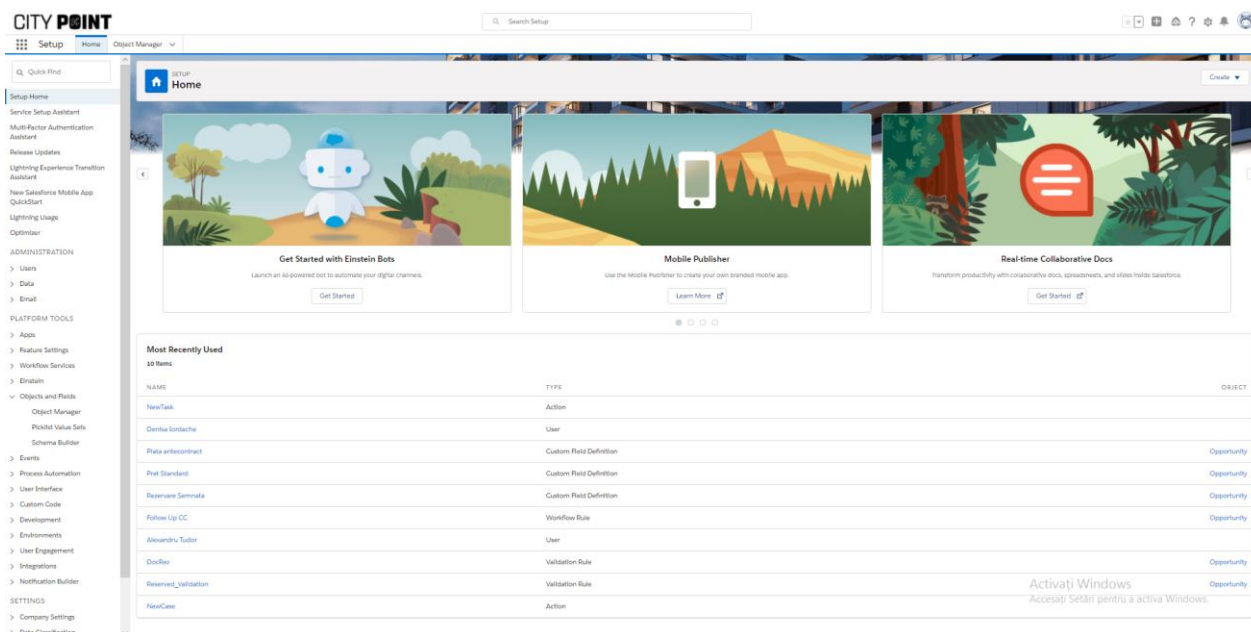 CITY POINT
Search Setup
Setup
Home
Object Manager
Quick Find
Setup Home
Service Setup Assistant
Multi-Factor Authentication
Assistant
Release Updates
Lightning Experience Transition
Assistant
New Salesforce Mobile App
QuickStart
Lightning Usage
Optimizer
ADMINISTRATION
Users
Data
Email
PLATFORM TOOLS
Apps
Feature Settings
Workflow Services
Einstein
Objects and Fields
Object Manager
Picklist Value Sets
Schema Builder
Events
Process Automation
User Interface
Custom Code
Development
Environments
User Engagement
Integrations
Notification Builder
SETTINGS
Company Settings
Data Classification
SETUP
Home
Create
Get Started with Einstein Bots
Launch an AI-powered bot to automate your digital channels.
Get Started
Mobile Publisher
Use the Mobile Publisher to create your own branded mobile app.
Learn More
Real-time Collaborative Docs
Transform productivity with collaborative docs, spreadsheets, and slides inside Salesforce.
Get Started
Most Recently Used
10 items
NAME TYPE OBJECT
NewTask Action
Denisa Iordache User
Plata antecontract Custom Field Definition Opportunity
Pret Standard Custom Field Definition Opportunity
Rezervare Semnata Custom Field Definition Opportunity
Follow Up CC Workflow Rule Opportunity
Alexandru Tudor User
DocRez Validation Rule Opportunity
Reserved_Validation Validation Rule Opportunity
NewCase Action
Activați Windows
Accesați Setări pentru a activa Windows.